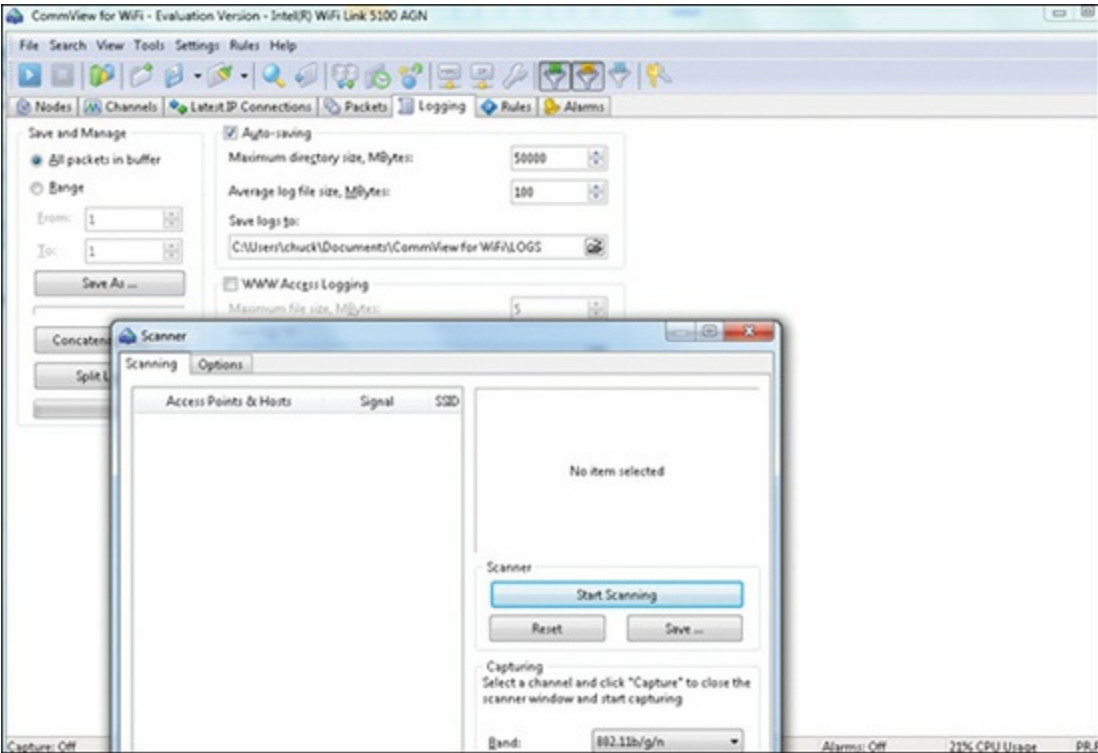 CommView for WiFi - Evaluation Version - Intel(R) WiFi Link 5100 AGN
File Search View Tools Settings Rules Help
Nodes Channels Latest IP Connections Packets Logging Rules Alarms
Save and Manage
All packets in buffer
Range
From: 1
To: 1
Save As ...
Concaten
Split L
Auto-saving
Maximum directory size, MBytes: 50000
Average log file size, MBytes: 100
Save logs to:
C:\Users\chuck\Documents\CommView for WiFi\LOGS
WWW Access Logging
Maximum file size, MBytes: 5
Scanner
Scanning Options
Access Points & Hosts Signal SSID
No item selected
Scanner
Start Scanning
Reset Save ...
Capturing
Select a channel and click "Capture" to close the
scanner window and start capturing
Band: 802.11b/g/n
Capture: Off Alarms: Off 21% CPU Usage